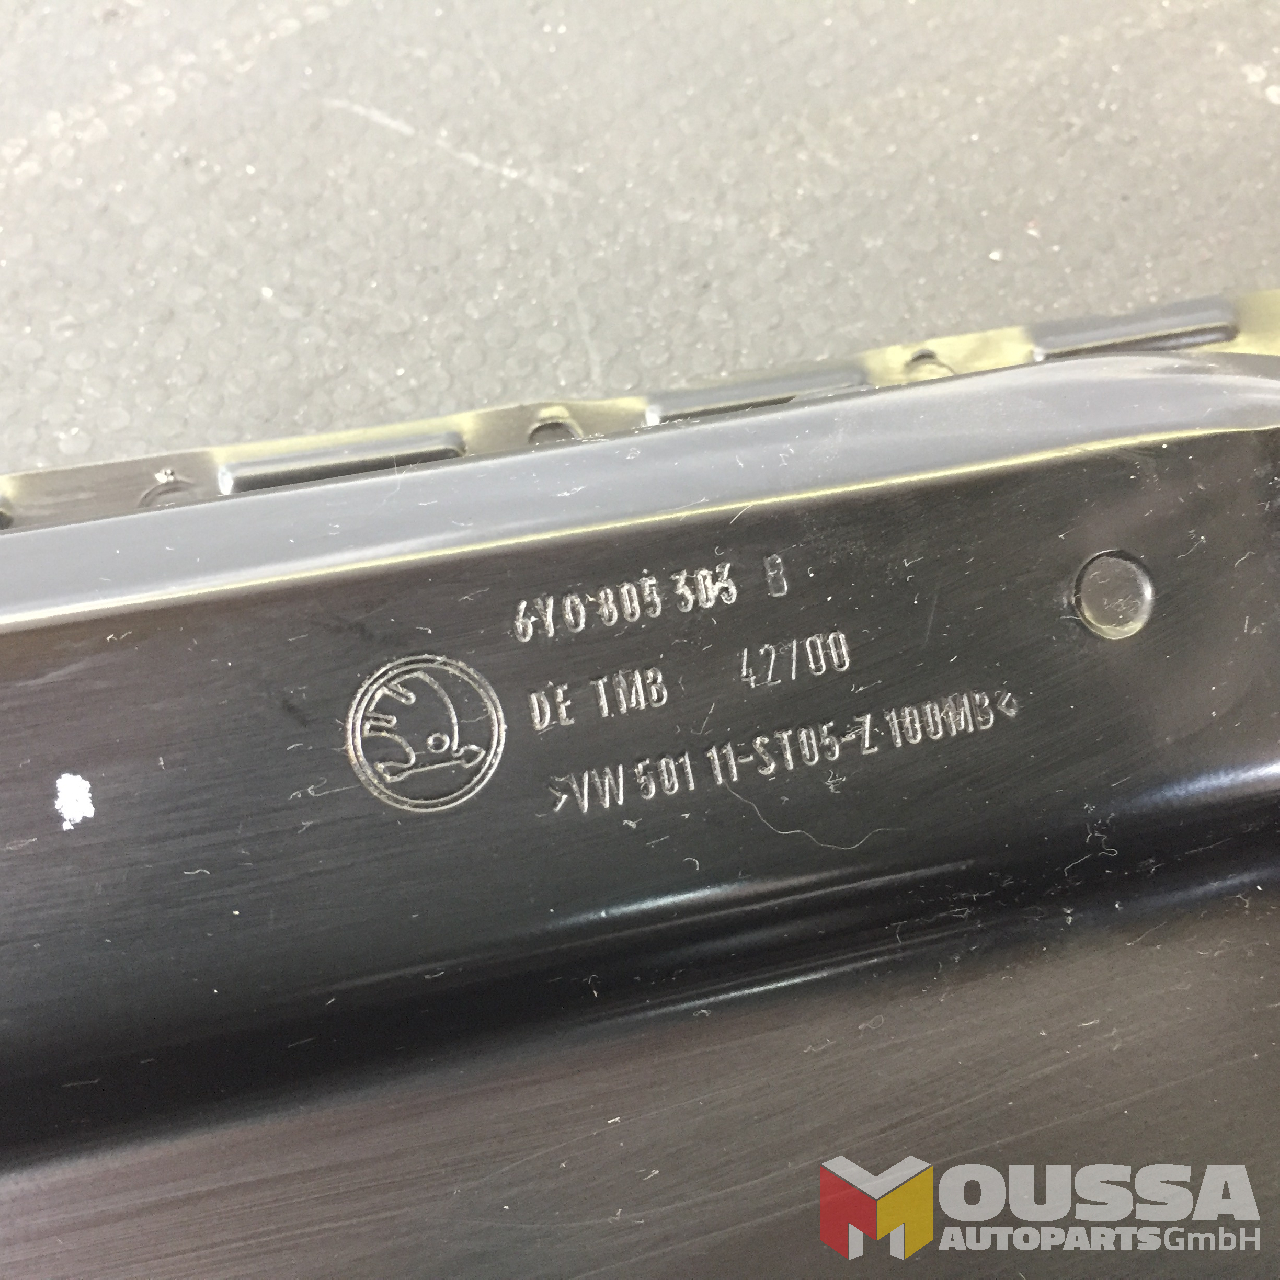 6Y0 805 303 B
DE TMB 42/00
>VW 501 11-ST05-Z 100MB<
MOUSSA
AUTOPARTS GmbH